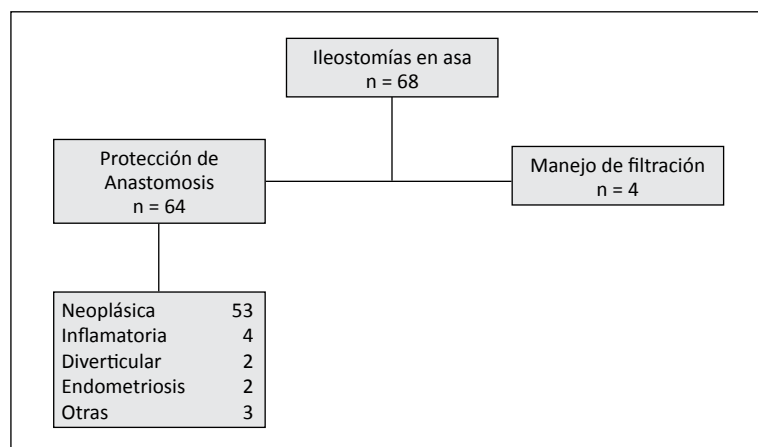 Ileostomías en asa
n = 68
Protección de
Anastomosis
n = 64
Manejo de filtración
n = 4
Neoplásica 53
Inflamatoria 4
Diverticular 2
Endometriosis 2
Otras 3